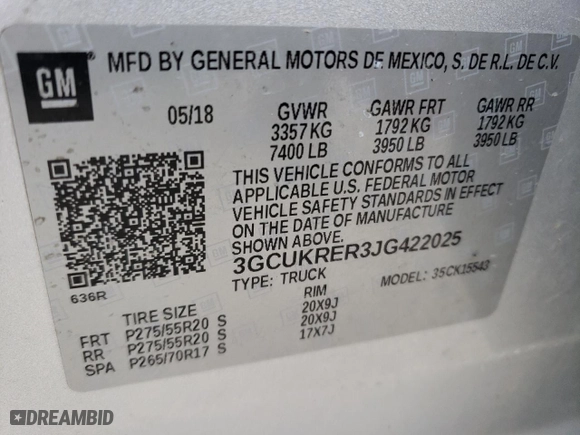 GM
MFD BY GENERAL MOTORS DE MEXICO, S. DE R.L. DE C.V.
05/18 GVWR GAWR FRT GAWR RR
3357 KG 1792 KG 1792 KG
7400 LB 3950 LB 3950 LB
THIS VEHICLE CONFORMS TO ALL
APPLICABLE U.S. FEDERAL MOTOR
VEHICLE SAFETY STANDARDS IN EFFECT
ON THE DATE OF MANUFACTURE
SHOWN ABOVE.
3GCUKRER3JG422025
TYPE: TRUCK MODEL: 35CK15543
636R
TIRE SIZE RIM
FRT P275/55R20 S 20X9J
RR P275/55R20 S 20X9J
SPA P265/70R17 S 17X7J
DREAMBID